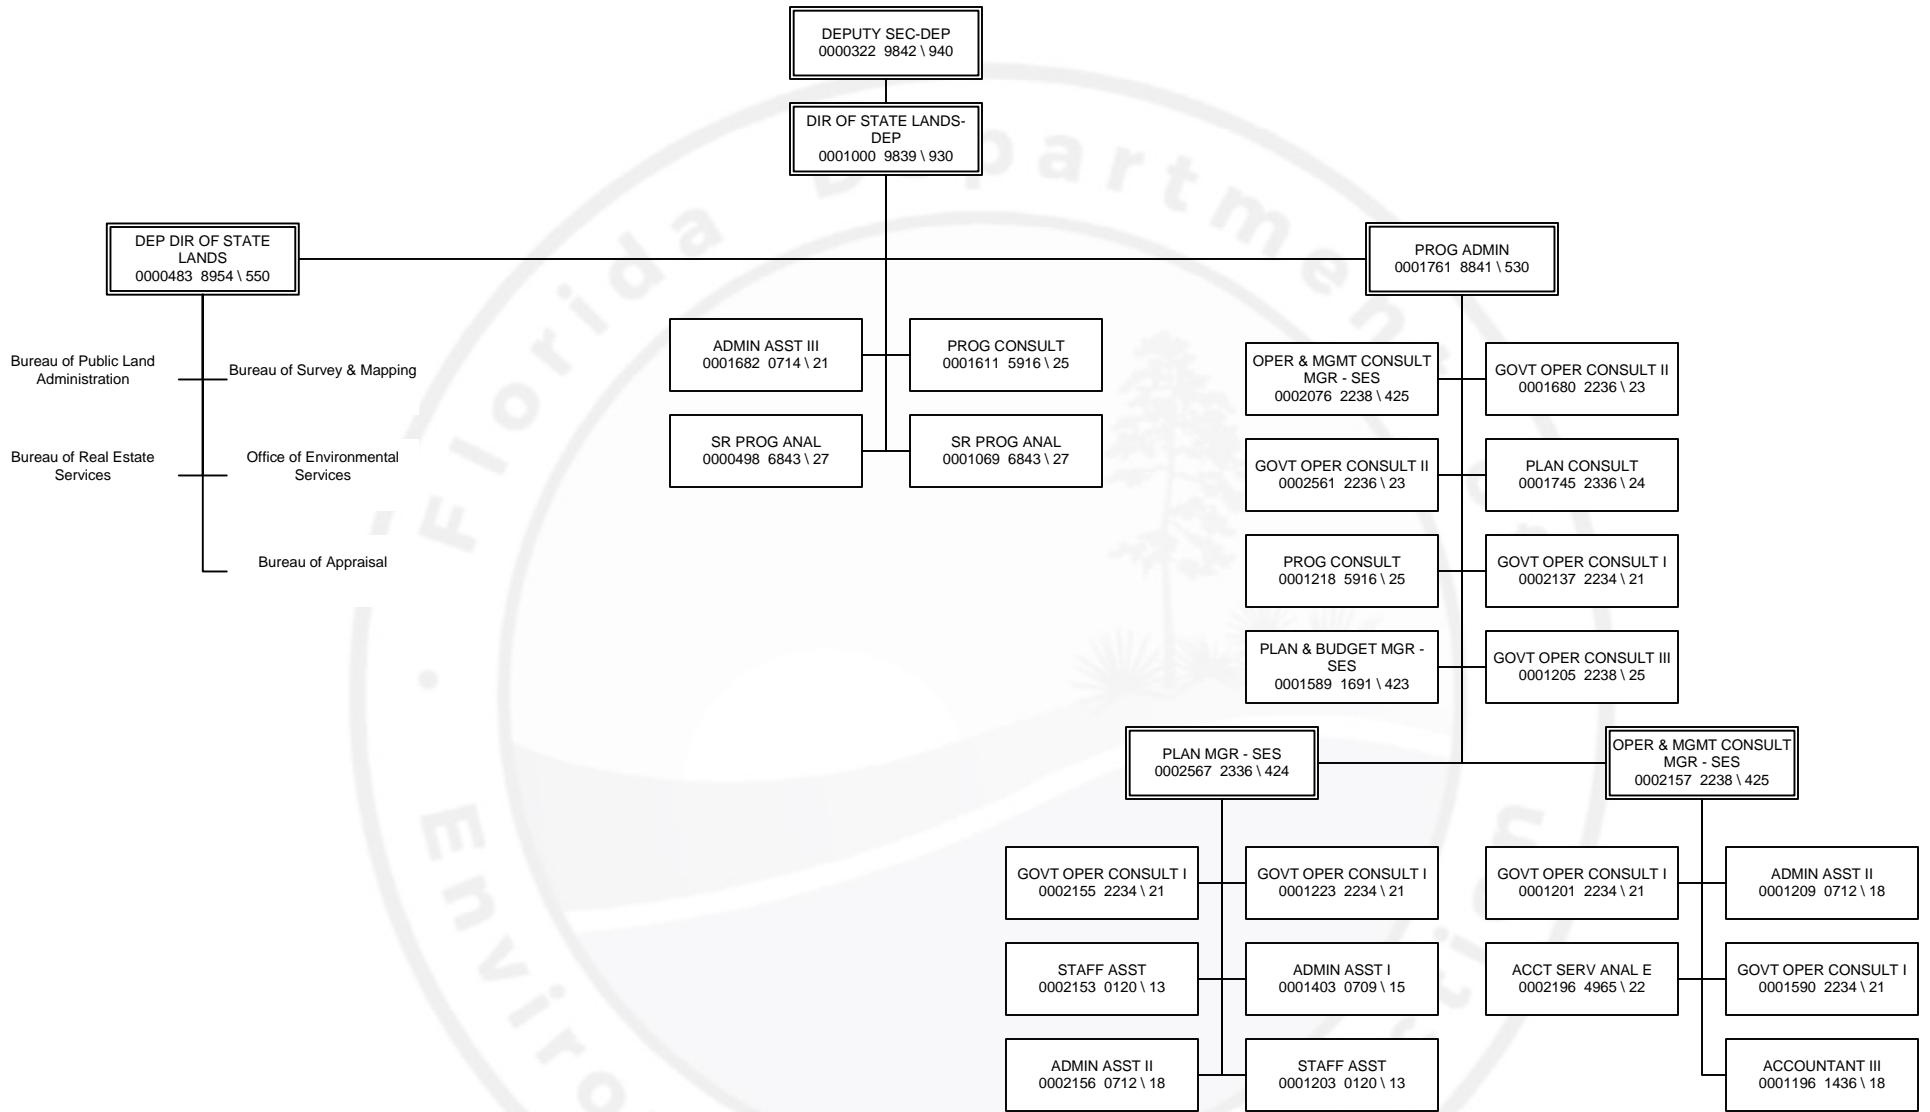 DEPUTY SEC-DEP
0000322 9842 \ 940
DIR OF STATE LANDS-
DEP
0001000 9839 \ 930
DEP DIR OF STATE
LANDS
0000483 8954 \ 550
PROG ADMIN
0001761 8841 \ 530
Bureau of Public Land
Administration
Bureau of Survey & Mapping
Bureau of Real Estate
Services
Office of Environmental
Services
Bureau of Appraisal
ADMIN ASST III
0001682 0714 \ 21
PROG CONSULT
0001611 5916 \ 25
SR PROG ANAL
0000498 6843 \ 27
SR PROG ANAL
0001069 6843 \ 27
OPER & MGMT CONSULT
MGR - SES
0002076 2238 \ 425
GOVT OPER CONSULT II
0001680 2236 \ 23
GOVT OPER CONSULT II
0002561 2236 \ 23
PLAN CONSULT
0001745 2336 \ 24
PROG CONSULT
0001218 5916 \ 25
GOVT OPER CONSULT I
0002137 2234 \ 21
PLAN & BUDGET MGR -
SES
0001589 1691 \ 423
GOVT OPER CONSULT III
0001205 2238 \ 25
PLAN MGR - SES
0002567 2336 \ 424
OPER & MGMT CONSULT
MGR - SES
0002157 2238 \ 425
GOVT OPER CONSULT I
0002155 2234 \ 21
GOVT OPER CONSULT I
0001223 2234 \ 21
STAFF ASST
0002153 0120 \ 13
ADMIN ASST I
0001403 0709 \ 15
ADMIN ASST II
0002156 0712 \ 18
STAFF ASST
0001203 0120 \ 13
GOVT OPER CONSULT I
0001201 2234 \ 21
ADMIN ASST II
0001209 0712 \ 18
ACCT SERV ANAL E
0002196 4965 \ 22
GOVT OPER CONSULT I
0001590 2234 \ 21
ACCOUNTANT III
0001196 1436 \ 18
Florida